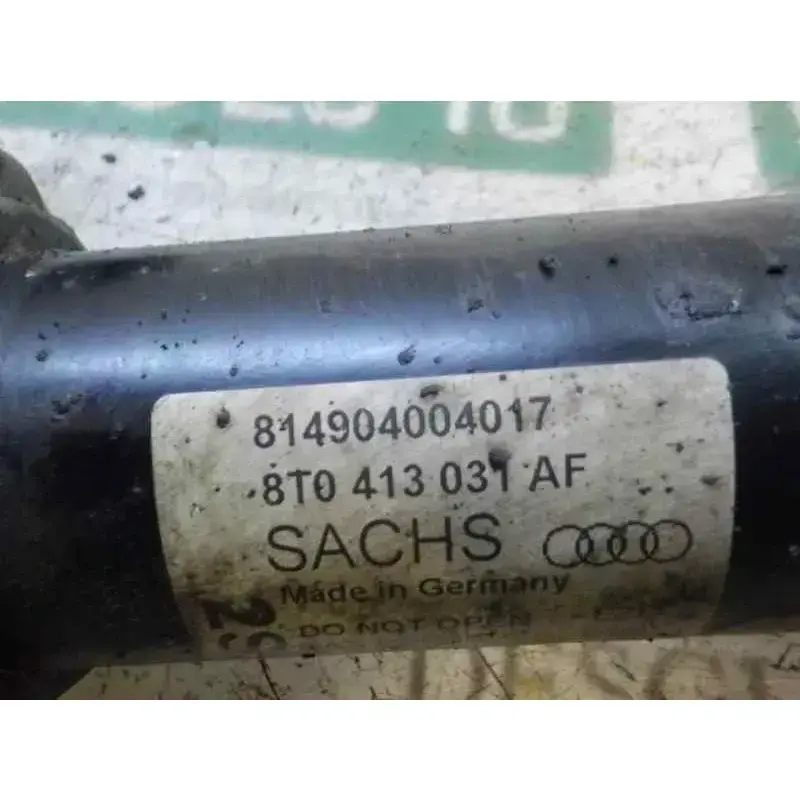 814904004017
8T0 413 031 AF
SACHS
Made in Germany
DO NOT OPEN